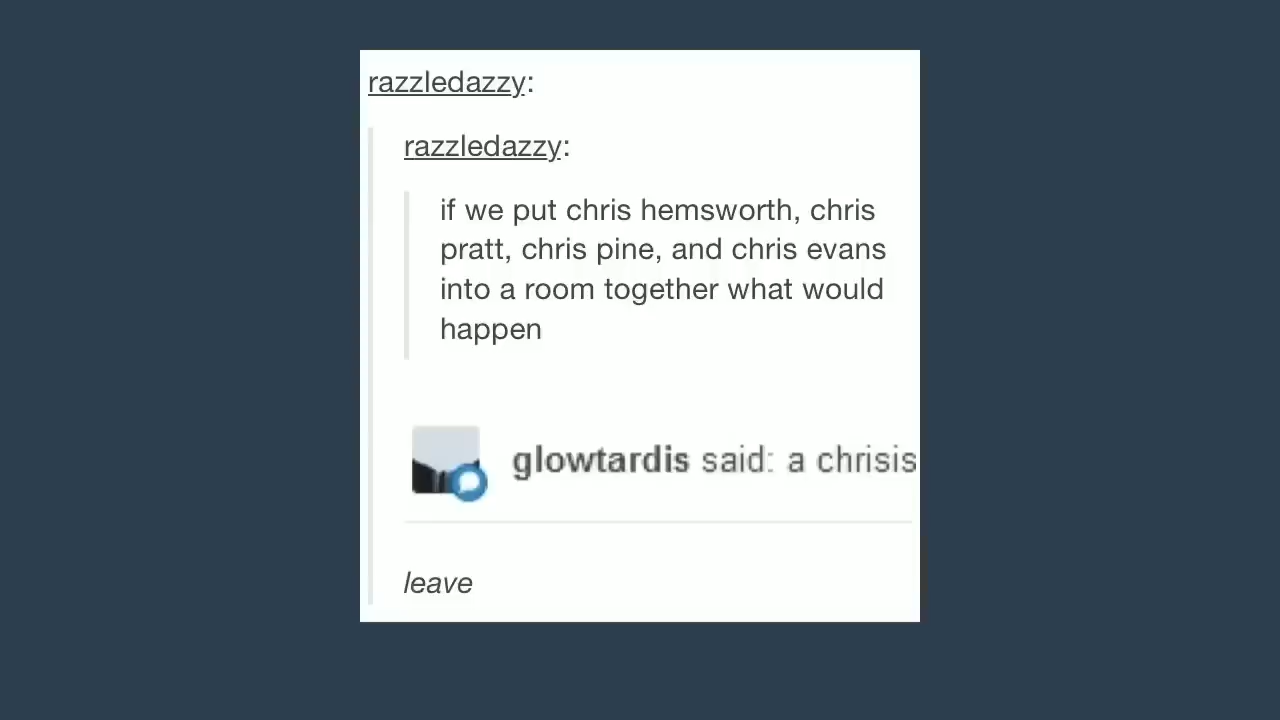 razzledazzy:
razzledazzy:
if we put chris hemsworth, chris
pratt, chris pine, and chris evans
into a room together what would
happen
glowtardis said: a chrisis
leave